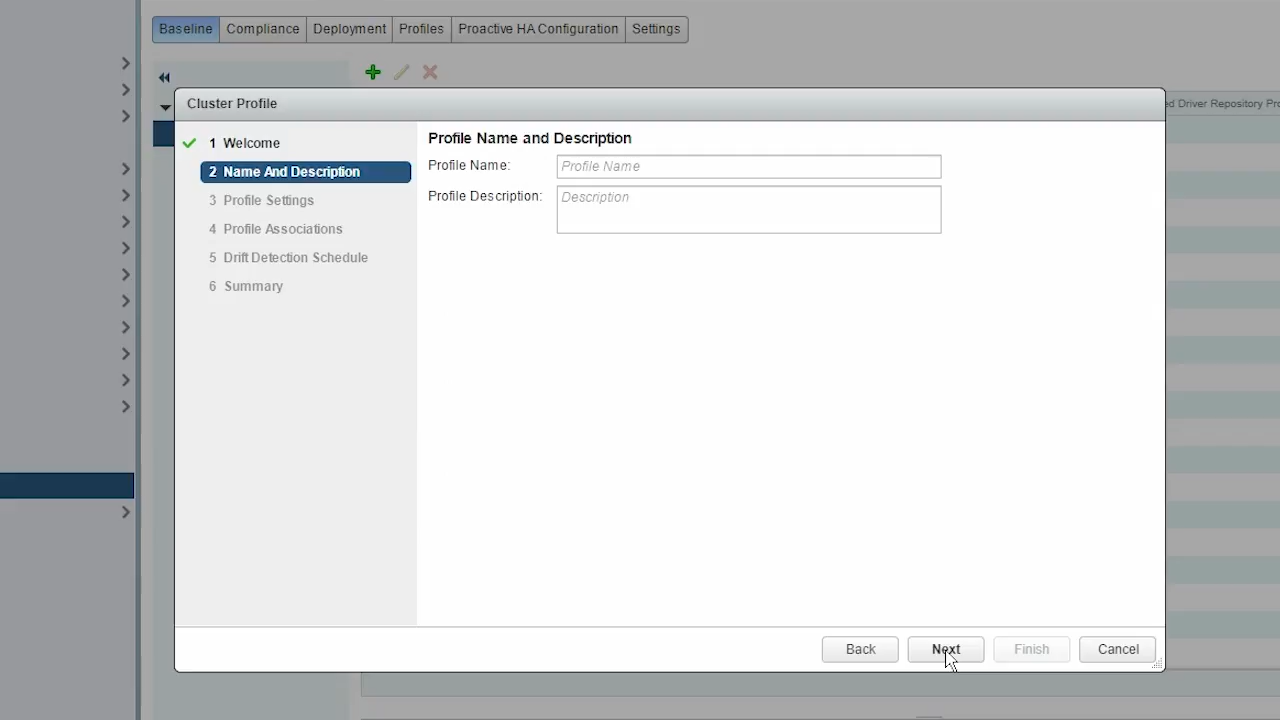 Baseline Compliance Deployment Profiles Proactive HA Configuration Settings
Cluster Profile
ed Driver Repository Pro
1 Welcome
2 Name And Description
3 Profile Settings
4 Profile Associations
5 Drift Detection Schedule
6 Summary
Profile Name and Description
Profile Name: Profile Name
Profile Description: Description
Back Next Finish Cancel